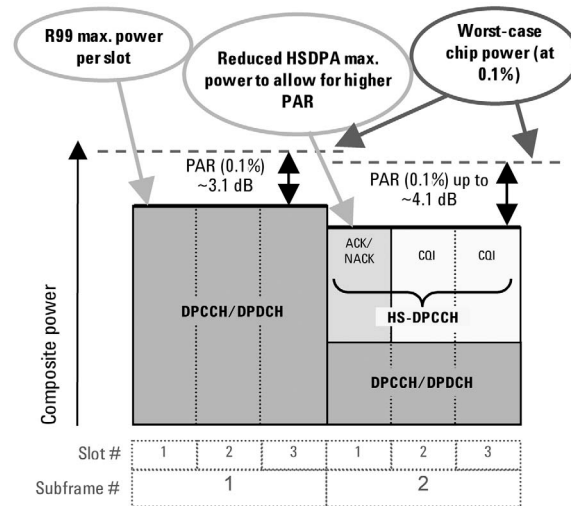 R99 max. power
per slot
Reduced HSDPA max.
power to allow for higher
PAR
Worst-case
chip power (at
0.1%)
PAR (0.1%)
~3.1 dB
PAR (0.1%) up to
~4.1 dB
Composite power
ACK/
NACK
CQI
CQI
HS-DPCCH
DPCCH/DPDCH
DPCCH/DPDCH
Slot # 1 2 3 1 2 3
Subframe # 1 2